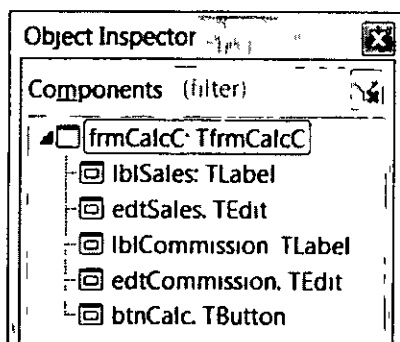 Object Inspector
Components (filter)
frmCalcC: TfrmCalcC
lblSales: TLabel
edtSales. TEdit
lblCommission TLabel
edtCommission. TEdit
btnCalc. TButton